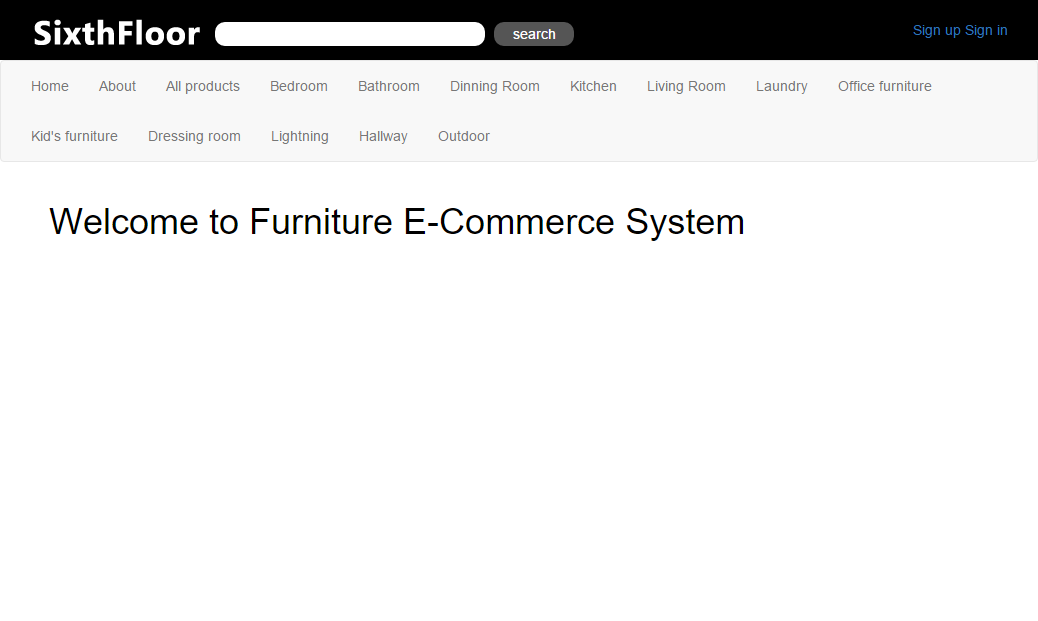 SixthFloor search Sign up Sign in
Home About All products Bedroom Bathroom Dinning Room Kitchen Living Room Laundry Office furniture
Kid's furniture Dressing room Lightning Hallway Outdoor
Welcome to Furniture E-Commerce System